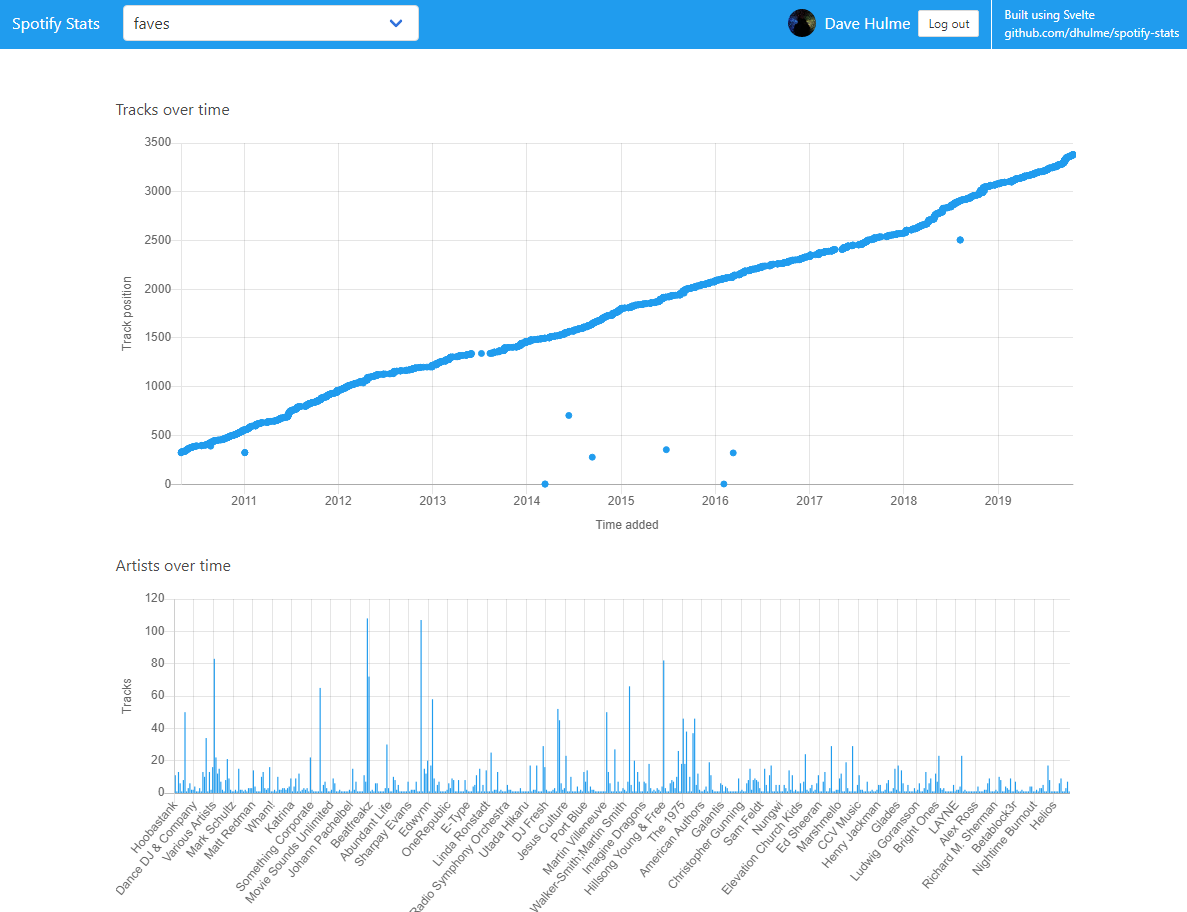 Spotify Stats
faves
Dave Hulme
Log out
Built using Svelte
github.com/dhulme/spotify-stats
Tracks over time
3500
3000
2500
2000
1500
1000
500
0
Track position
2011 2012 2013 2014 2015 2016 2017 2018 2019
Time added
Artists over time
120
100
80
60
40
20
0
Tracks
Hoobastank
Dance DJ & Company
Various Artists
Mark Schultz
Matt Redman
Wham!
Katrina
Something Corporate
Movie Sounds Unlimited
Johann Pachelbel
Beatfreakz
Abundant Life
Sharpay Evans
Edwynn
OneRepublic
E-Type
Linda Ronstadt
Radio Symphony Orchestra
Utada Hikaru
DJ Fresh
Jesus Culture
Port Blue
Martin Villeneuve
Walker-Smith;Martin Smith
Imagine Dragons
Hillsong Young & Free
The 1975
American Authors
Galantis
Christopher Gunning
Sam Feldt
Nungwi
Elevation Church Kids
Ed Sheeran
Marshmello
CCV Music
Henry Jackman
Glades
Ludwig Goransson
Bright Ones
LAYNE
Alex Ross
Richard M. Sherman
Betablock3r
Nightime Burnout
Helios